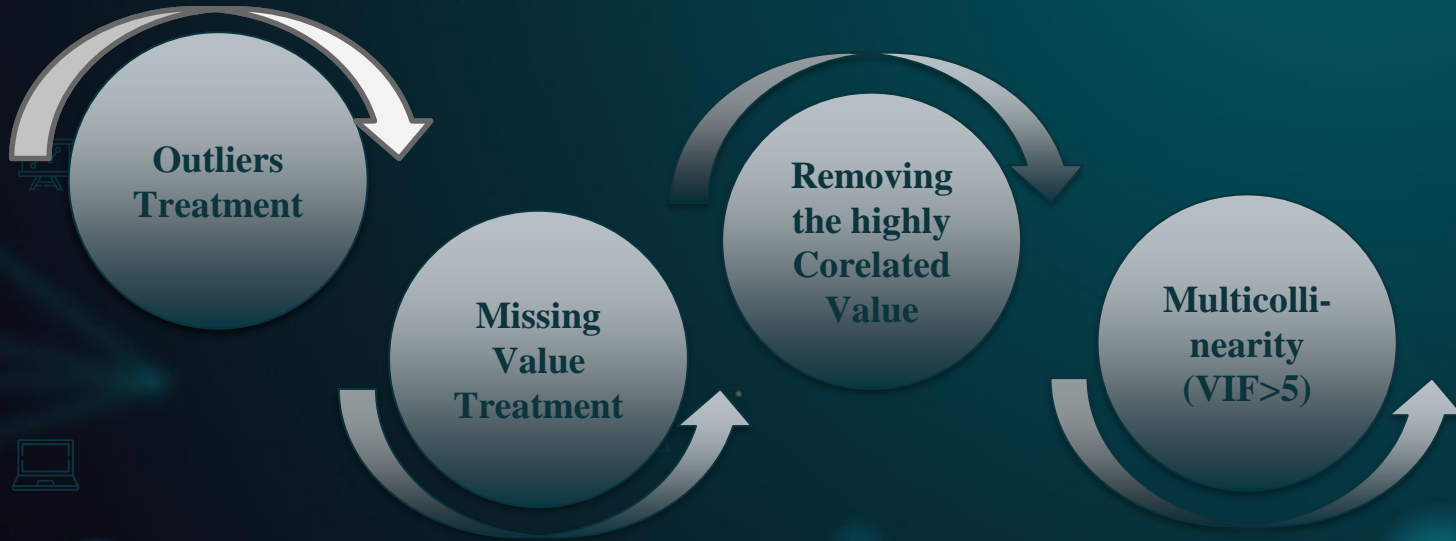 Outliers
Treatment
Missing
Value
Treatment
Removing
the highly
Corelated
Value
Multicolli-
nearity
(VIF>5)